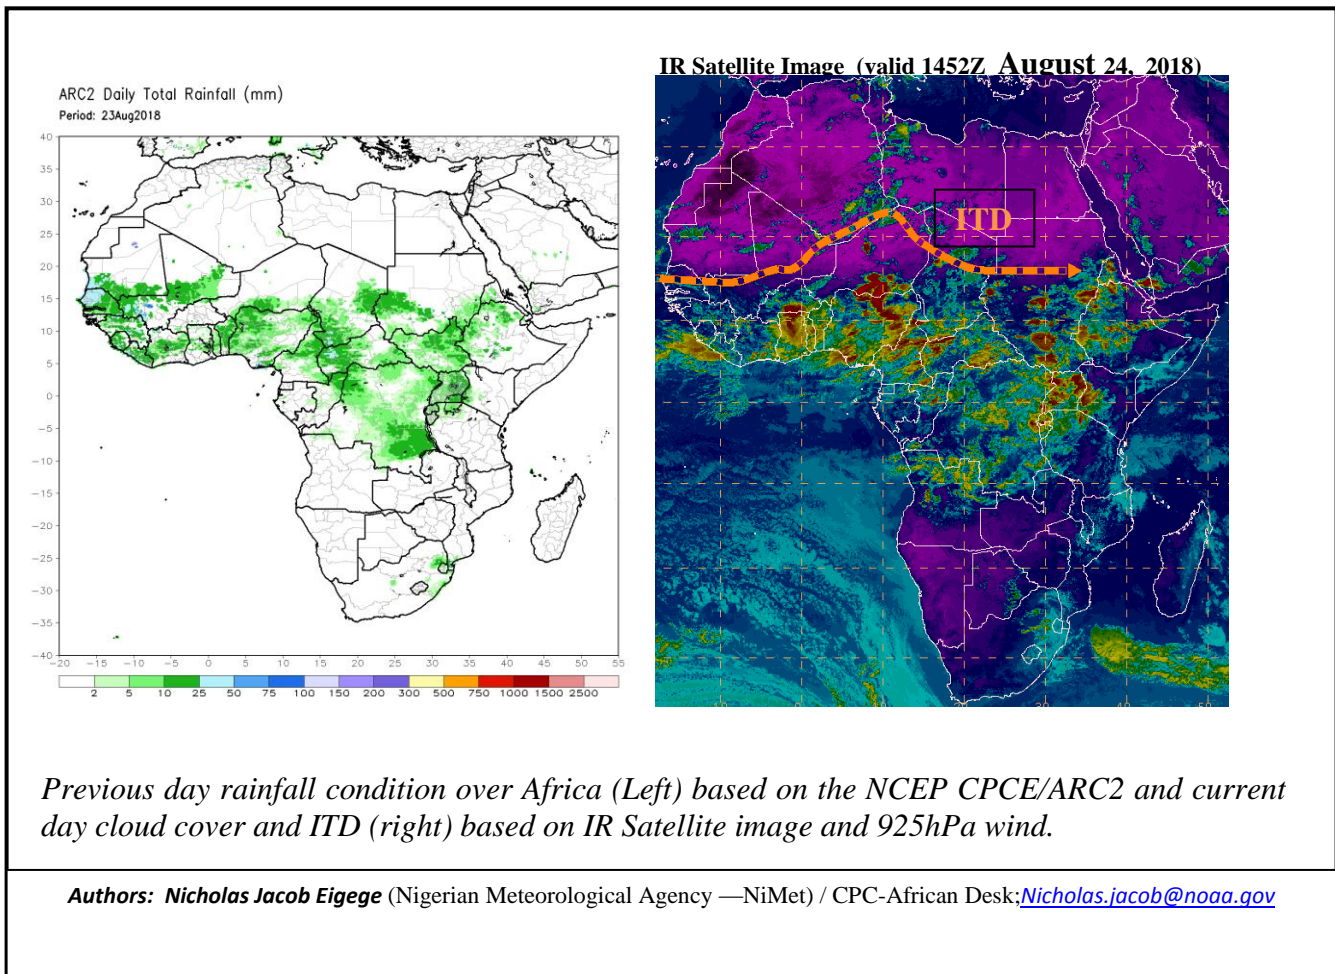 IR Satellite Image (valid 1452Z August 24, 2018)
ARC2 Daily Total Rainfall (mm)
Period: 23Aug2018
40
35
30
25
20
15
10
5
0
-5
-10
-15
-20
-25
-30
-35
-40
-20 -15 -10 -5 0 5 10 15 20 25 30 35 40 45 50 55
2 5 10 25 50 75 100 150 200 300 500 750 1000 1500 2500
ITD
Previous day rainfall condition over Africa (Left) based on the NCEP CPCE/ARC2 and current
day cloud cover and ITD (right) based on IR Satellite image and 925hPa wind.
Authors: Nicholas Jacob Eigege (Nigerian Meteorological Agency —NiMet) / CPC-African Desk;Nicholas.jacob@noaa.gov